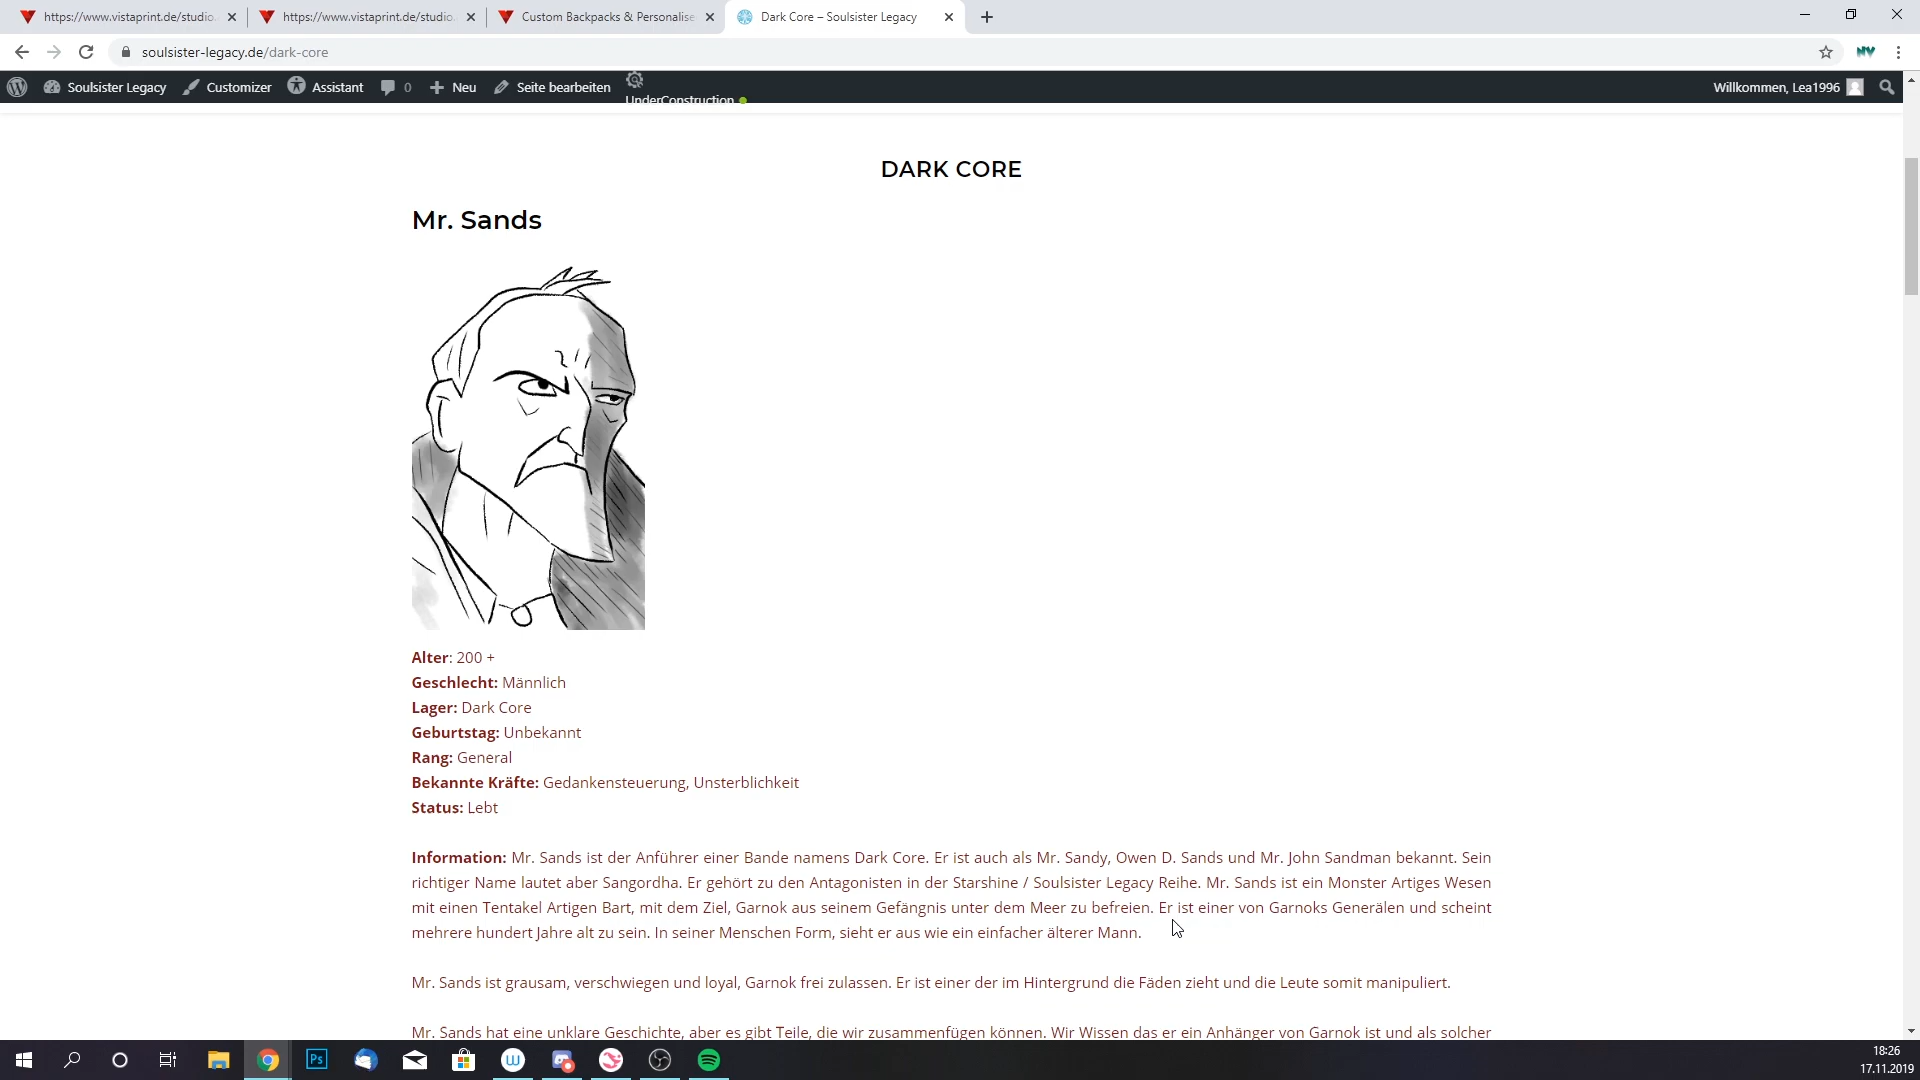 https://www.vistaprint.de/studio.
https://www.vistaprint.de/studio.
Custom Backpacks & Personalise
Dark Core – Soulsister Legacy
soulsister-legacy.de/dark-core
Soulsister Legacy
Customizer
Assistant
0
Neu
Seite bearbeiten
UnderConstruction
Willkommen, Lea1996
DARK CORE
Mr. Sands
Alter: 200 +
Geschlecht: Männlich
Lager: Dark Core
Geburtstag: Unbekannt
Rang: General
Bekannte Kräfte: Gedankensteuerung, Unsterblichkeit
Status: Lebt
Information: Mr. Sands ist der Anführer einer Bande namens Dark Core. Er ist auch als Mr. Sandy, Owen D. Sands und Mr. John Sandman bekannt. Sein
richtiger Name lautet aber Sangordha. Er gehört zu den Antagonisten in der Starshine / Soulsister Legacy Reihe. Mr. Sands ist ein Monster Artiges Wesen
mit einen Tentakel Artigen Bart, mit dem Ziel, Garnok aus seinem Gefängnis unter dem Meer zu befreien. Er ist einer von Garnoks Generälen und scheint
mehrere hundert Jahre alt zu sein. In seiner Menschen Form, sieht er aus wie ein einfacher älterer Mann.
Mr. Sands ist grausam, verschwiegen und loyal, Garnok frei zulassen. Er ist einer der im Hintergrund die Fäden zieht und die Leute somit manipuliert.
Mr. Sands hat eine unklare Geschichte, aber es gibt Teile, die wir zusammenfügen können. Wir Wissen das er ein Anhänger von Garnok ist und als solcher
Ps
18:26
17.11.2019